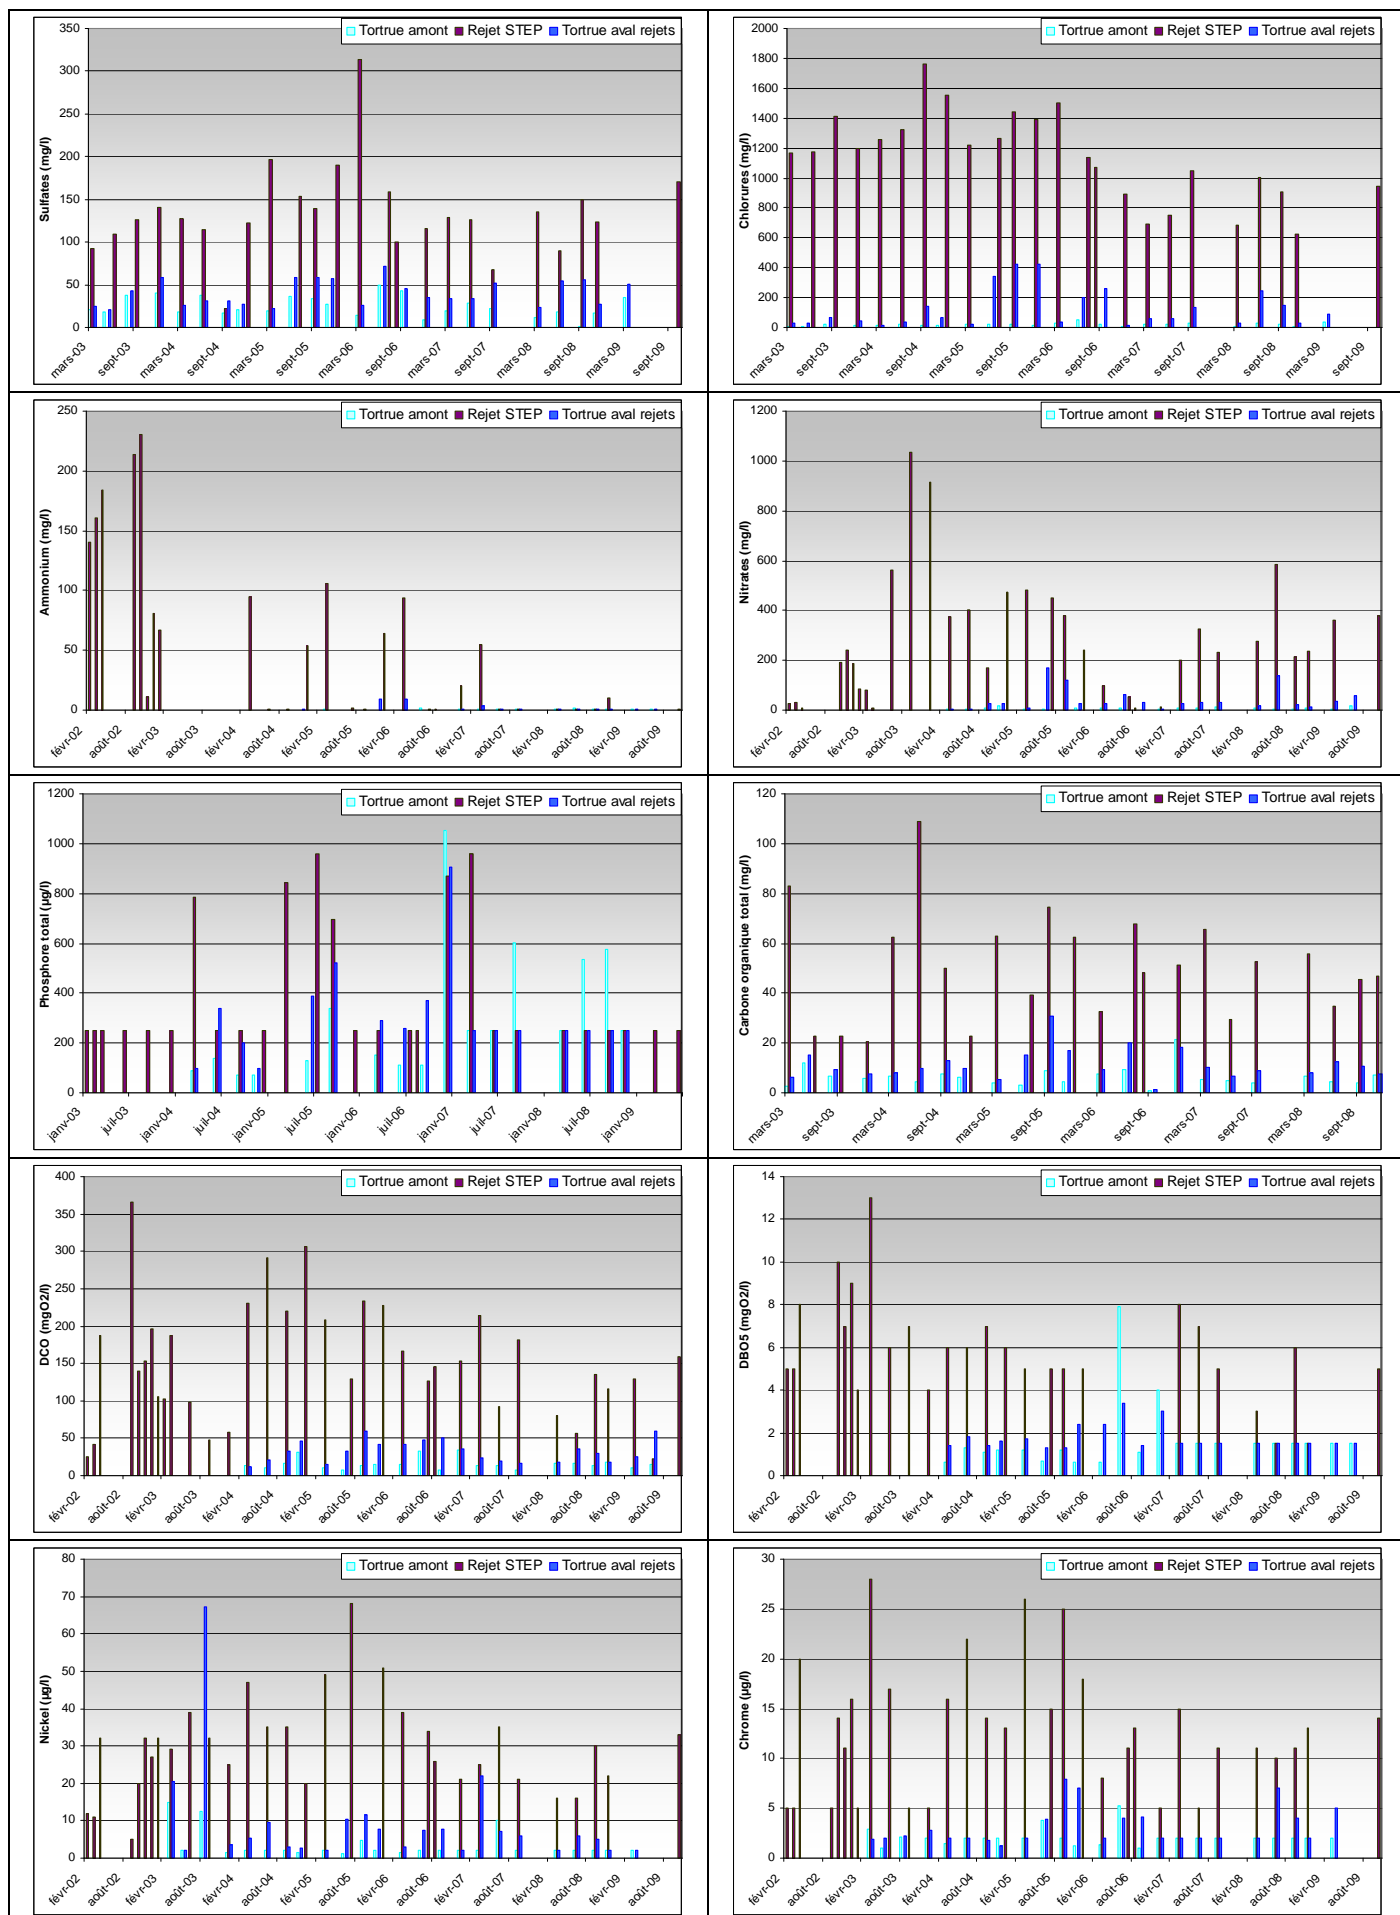 Tortrue amont Rejet STEP Tortrue aval rejets
Sulfates (mg/l)
350
300
250
200
150
100
50
0
mars-03 sept-03 mars-04 sept-04 mars-05 sept-05 mars-06 sept-06 mars-07 sept-07 mars-08 sept-08 mars-09 sept-09
Tortrue amont Rejet STEP Tortrue aval rejets
Chlorures (mg/l)
2000
1800
1600
1400
1200
1000
800
600
400
200
0
mars-03 sept-03 mars-04 sept-04 mars-05 sept-05 mars-06 sept-06 mars-07 sept-07 mars-08 sept-08 mars-09 sept-09
Tortrue amont Rejet STEP Tortrue aval rejets
Ammonium (mg/l)
250
200
150
100
50
0
févr-02 août-02 févr-03 août-03 févr-04 août-04 févr-05 août-05 févr-06 août-06 févr-07 août-07 févr-08 août-08 févr-09 août-09
Tortrue amont Rejet STEP Tortrue aval rejets
Nitrates (mg/l)
1200
1000
800
600
400
200
0
févr-02 août-02 févr-03 août-03 févr-04 août-04 févr-05 août-05 févr-06 août-06 févr-07 août-07 févr-08 août-08 févr-09 août-09
Tortrue amont Rejet STEP Tortrue aval rejets
Phosphore total (µg/l)
1200
1000
800
600
400
200
0
janv-03 juil-03 janv-04 juil-04 janv-05 juil-05 janv-06 juil-06 janv-07 juil-07 janv-08 juil-08 janv-09
Tortrue amont Rejet STEP Tortrue aval rejets
Carbone organique total (mg/l)
120
100
80
60
40
20
0
mars-03 sept-03 mars-04 sept-04 mars-05 sept-05 mars-06 sept-06 mars-07 sept-07 mars-08 sept-08
Tortrue amont Rejet STEP Tortrue aval rejets
DCO (mgO2/l)
400
350
300
250
200
150
100
50
0
févr-02 août-02 févr-03 août-03 févr-04 août-04 févr-05 août-05 févr-06 août-06 févr-07 août-07 févr-08 août-08 févr-09 août-09
Tortrue amont Rejet STEP Tortrue aval rejets
DBO5 (mgO2/l)
14
12
10
8
6
4
2
0
févr-02 août-02 févr-03 août-03 févr-04 août-04 févr-05 août-05 févr-06 août-06 févr-07 août-07 févr-08 août-08 févr-09 août-09
Tortrue amont Rejet STEP Tortrue aval rejets
Nickel (µg/l)
80
70
60
50
40
30
20
10
0
févr-02 août-02 févr-03 août-03 févr-04 août-04 févr-05 août-05 févr-06 août-06 févr-07 août-07 févr-08 août-08 févr-09 août-09
Tortrue amont Rejet STEP Tortrue aval rejets
Chrome (µg/l)
30
25
20
15
10
5
0
févr-02 août-02 févr-03 août-03 févr-04 août-04 févr-05 août-05 févr-06 août-06 févr-07 août-07 févr-08 août-08 févr-09 août-09